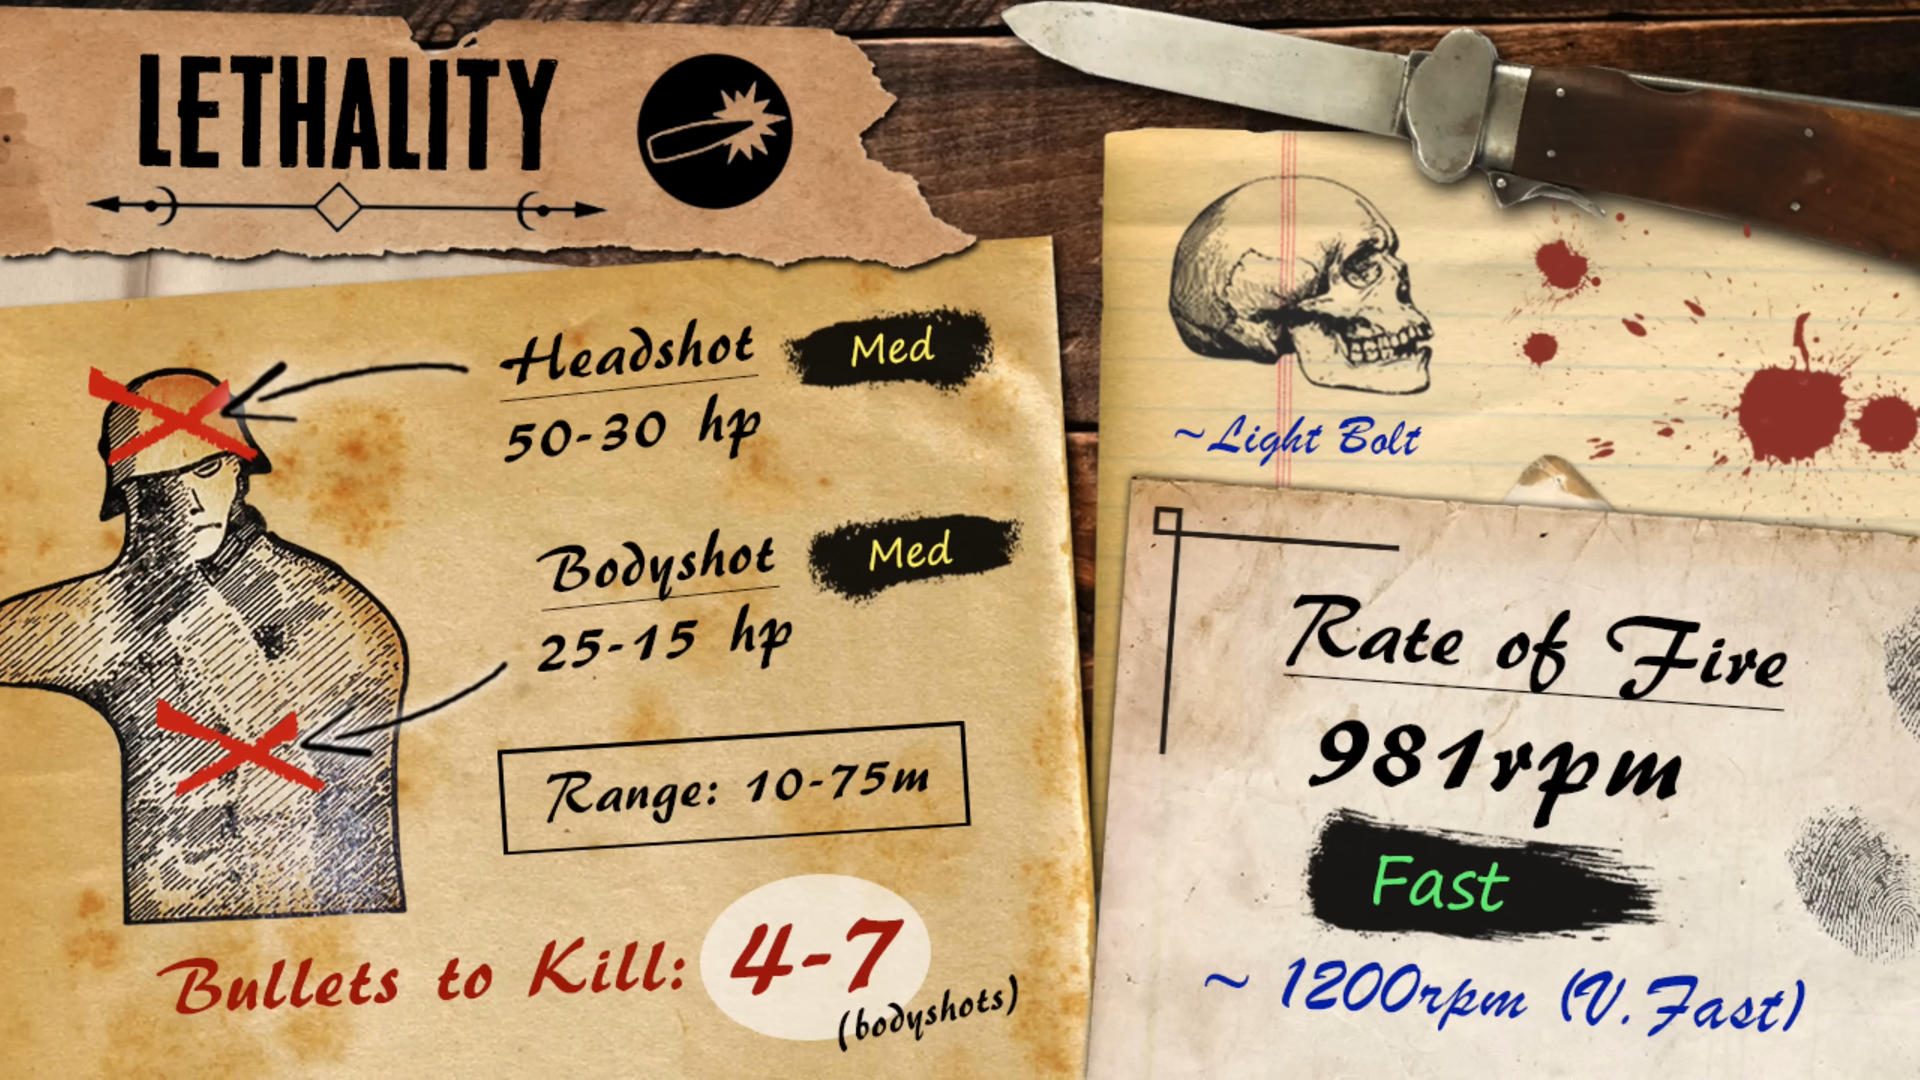 LETHALITY
Headshot Med
50-30 hp
Bodyshot Med
25-15 hp
Range: 10-75m
Bullets to Kill: 4-7
(bodyshots)
~Light Bolt
Rate of Fire
981rpm
Fast
~ 1200rpm (V.Fast)